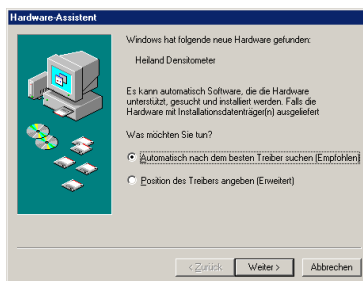 Hardware-Assistent
Windows hat folgende neue Hardware gefunden:
Heiland Densitometer
Es kann automatisch Software, die die Hardware
unterstützt, gesucht und installiert werden. Falls die
Hardware mit Installationsdatenträger(n) ausgeliefert
Was möchten Sie tun?
Automatisch nach dem besten Treiber suchen (Empfohlen)
Position des Treibers angeben (Erweitert)
< Zurück Weiter > Abbrechen